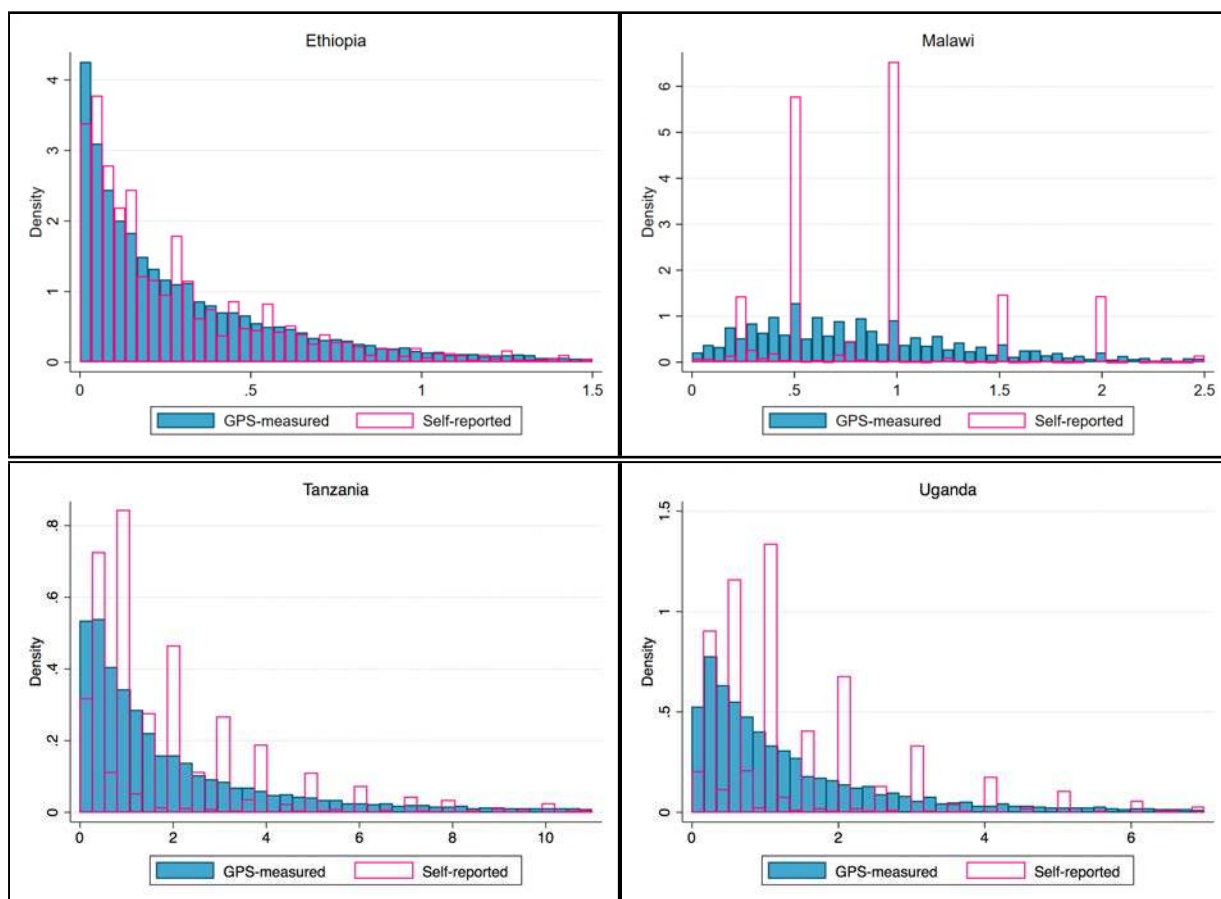 Ethiopia
Density
4
3
2
1
0
0 .5 1 1.5
GPS-measured Self-reported
Malawi
Density
6
5
4
3
2
1
0
0 .5 1 1.5 2 2.5
GPS-measured Self-reported
Tanzania
Density
.8
.6
.4
.2
0
0 2 4 6 8 10
GPS-measured Self-reported
Uganda
Density
1.5
1
.5
0
0 2 4 6
GPS-measured Self-reported